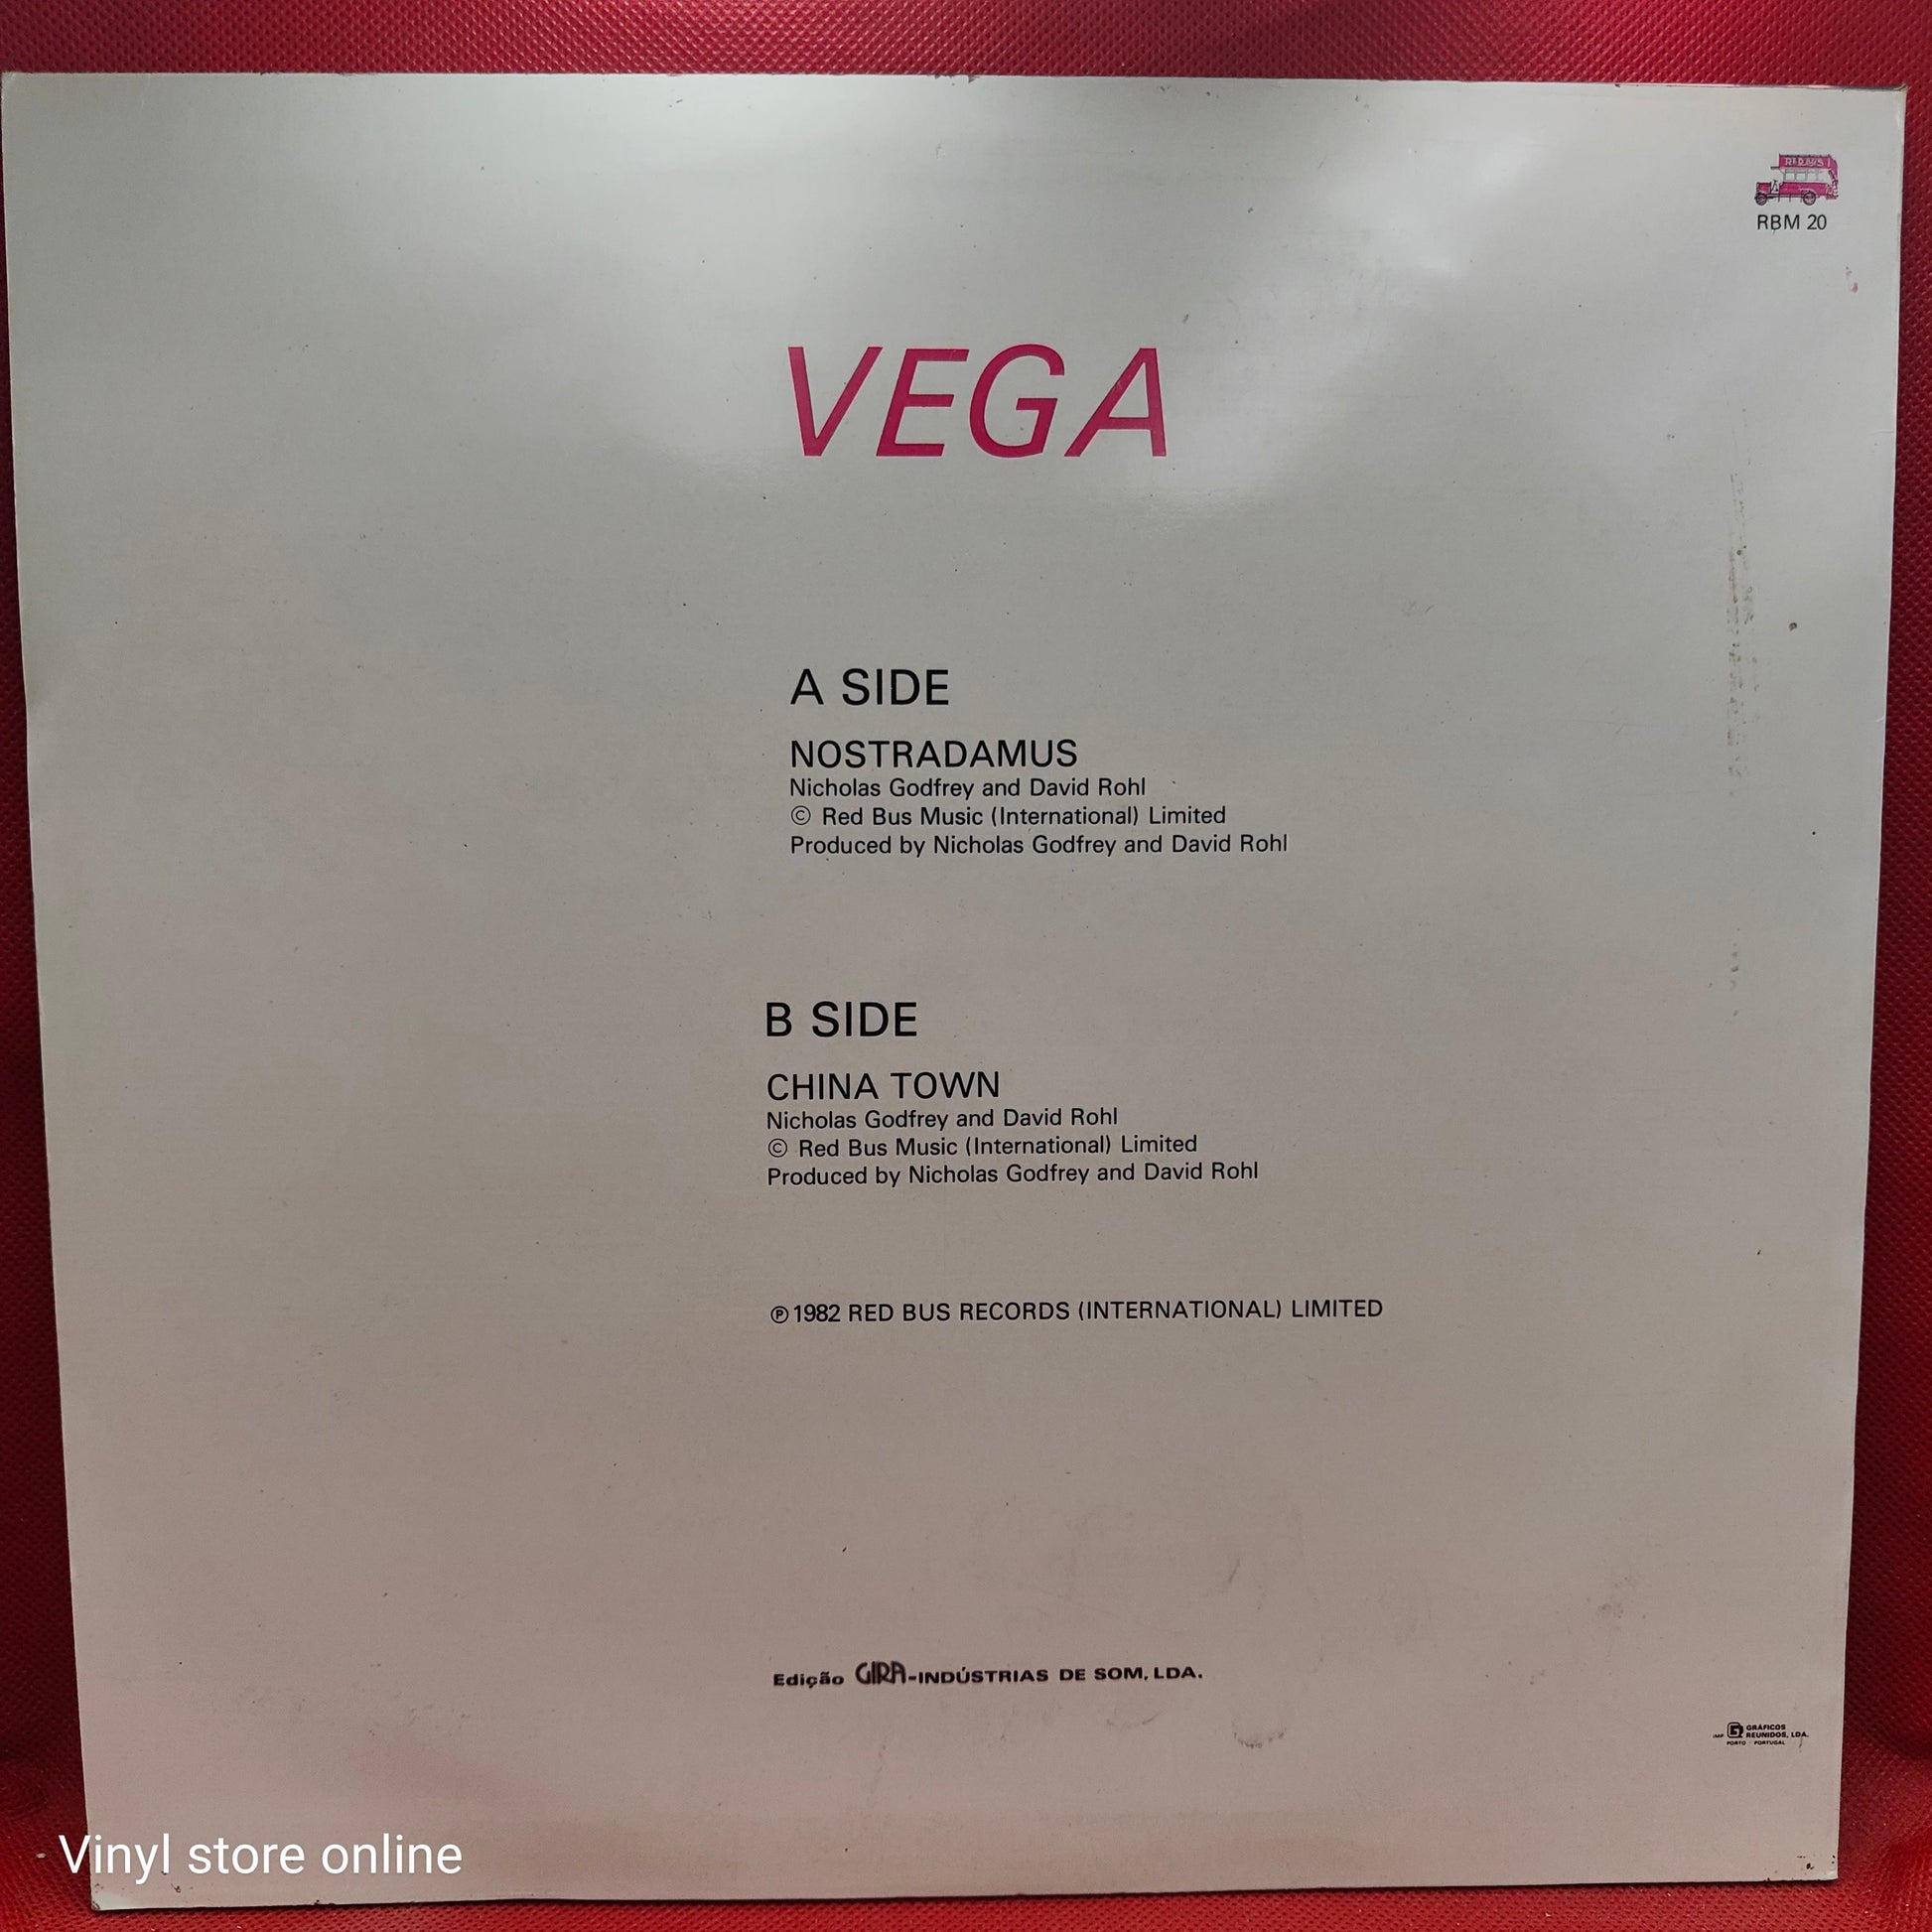 RED BUS
RBM 20
VEGA
A SIDE
NOSTRADAMUS
Nicholas Godfrey and David Rohl
© Red Bus Music (International) Limited
Produced by Nicholas Godfrey and David Rohl
B SIDE
CHINA TOWN
Nicholas Godfrey and David Rohl
© Red Bus Music (International) Limited
Produced by Nicholas Godfrey and David Rohl
℗ 1982 RED BUS RECORDS (INTERNATIONAL) LIMITED
Edição GIRA-INDÚSTRIAS DE SOM, LDA.
GRÁFICOS
REUNIDOS, LDA.
PORTO PORTUGAL
Vinyl store online